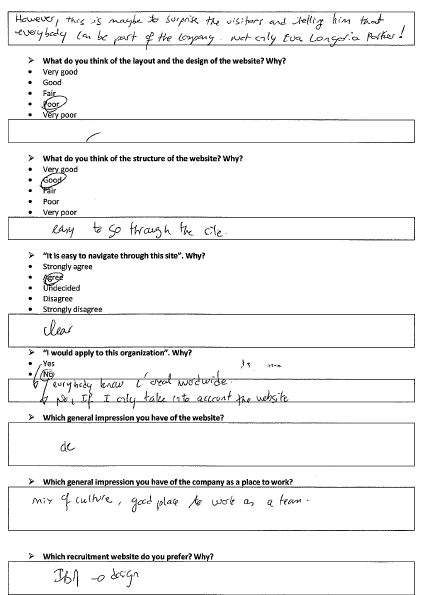 However, this is maybe to surprise the visitors and telling him that
everybody can be part of the company. not only Eva Longoria Parker!
➢ What do you think of the layout and the design of the website? Why?
• Very good
• Good
• Fair
• Poor
• Very poor
➢ What do you think of the structure of the website? Why?
• Very good
• Good
• Fair
• Poor
• Very poor
easy to go through the site.
➢ "It is easy to navigate through this site". Why?
• Strongly agree
• Agree
• Undecided
• Disagree
• Strongly disagree
clear
➢ "I would apply to this organization". Why?
• Yes
• No
everybody know L'oreal worldwide.
No, If I only take into account the website
➢ Which general impression you have of the website?
➢ Which general impression you have of the company as a place to work?
mix of culture, good place to work as a team.
➢ Which recruitment website do you prefer? Why?
design